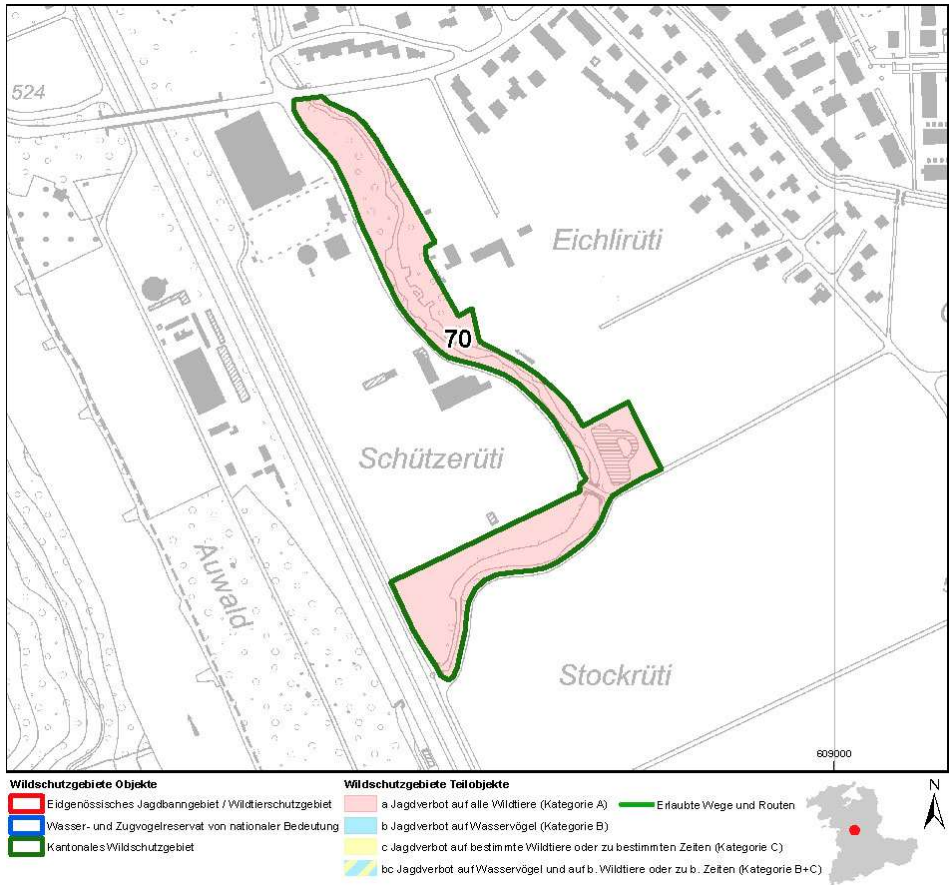 524
Eichlirüti
70
Schützerüti
Auwald
Stockrüti
609000
Wildschutzgebiete Objekte
Eidgenössisches Jagdbanngebiet / Wildtierschutzgebiet
Wasser- und Zugvogelreservat von nationaler Bedeutung
Kantonales Wildschutzgebiet
Wildschutzgebiete Teilobjekte
a Jagdverbot auf alle Wildtiere (Kategorie A)
b Jagdverbot auf Wasservögel (Kategorie B)
c Jagdverbot auf bestimmte Wildtiere oder zu bestimmten Zeiten (Kategorie C)
bc Jagdverbot auf Wasservögel und auf b. Wildtiere oder zu b. Zeiten (Kategorie B+C)
Erlaubte Wege und Routen
N